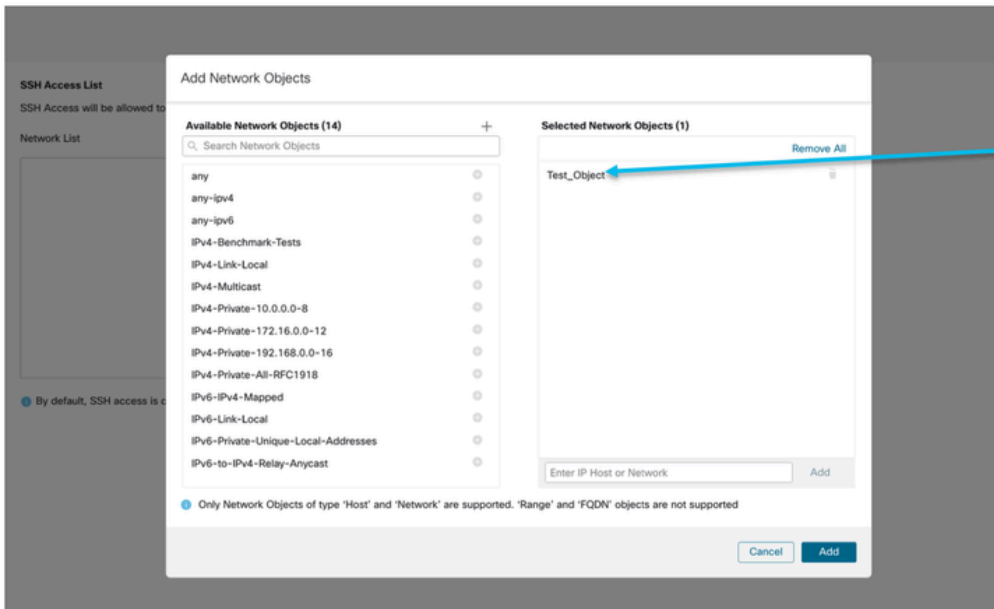 Add Network Objects
SSH Access List
SSH Access will be allowed to
Network List
By default, SSH access is
Available Network Objects (14)
Search Network Objects
any
any-ipv4
any-ipv6
IPv4-Benchmark-Tests
IPv4-Link-Local
IPv4-Multicast
IPv4-Private-10.0.0.0-8
IPv4-Private-172.16.0.0-12
IPv4-Private-192.168.0.0-16
IPv4-Private-All-RFC1918
IPv6-IPv4-Mapped
IPv6-Link-Local
IPv6-Private-Unique-Local-Addresses
IPv6-to-IPv4-Relay-Anycast
Selected Network Objects (1)
Remove All
Test_Object
Enter IP Host or Network
Add
Only Network Objects of type 'Host' and 'Network' are supported. 'Range' and 'FQDN' objects are not supported
Cancel
Add